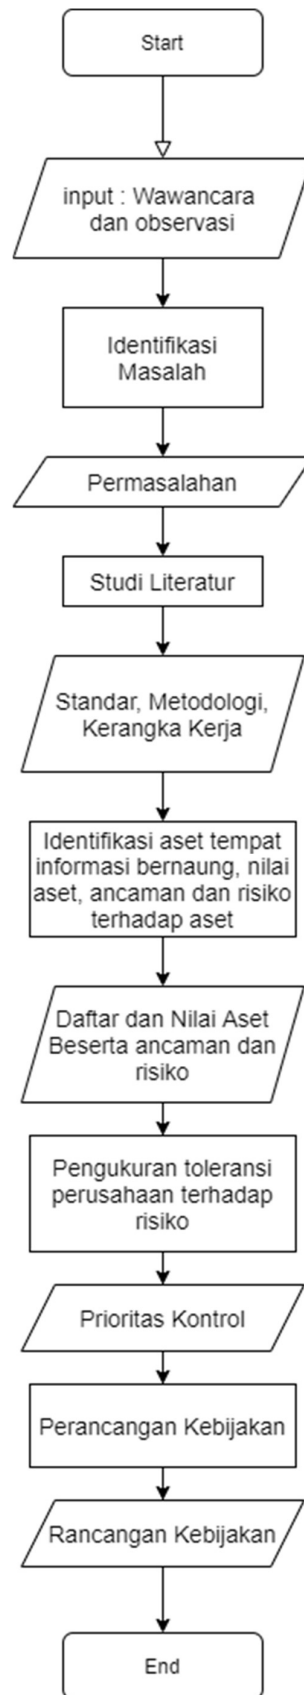 Start
input : Wawancara
dan observasi
Identifikasi
Masalah
Permasalahan
Studi Literatur
Standar, Metodologi,
Kerangka Kerja
Identifikasi aset tempat
informasi bernaung, nilai
aset, ancaman dan risiko
terhadap aset
Daftar dan Nilai Aset
Beserta ancaman dan
risiko
Pengukuran toleransi
perusahaan terhadap
risiko
Prioritas Kontrol
Perancangan Kebijakan
Rancangan Kebijakan
End